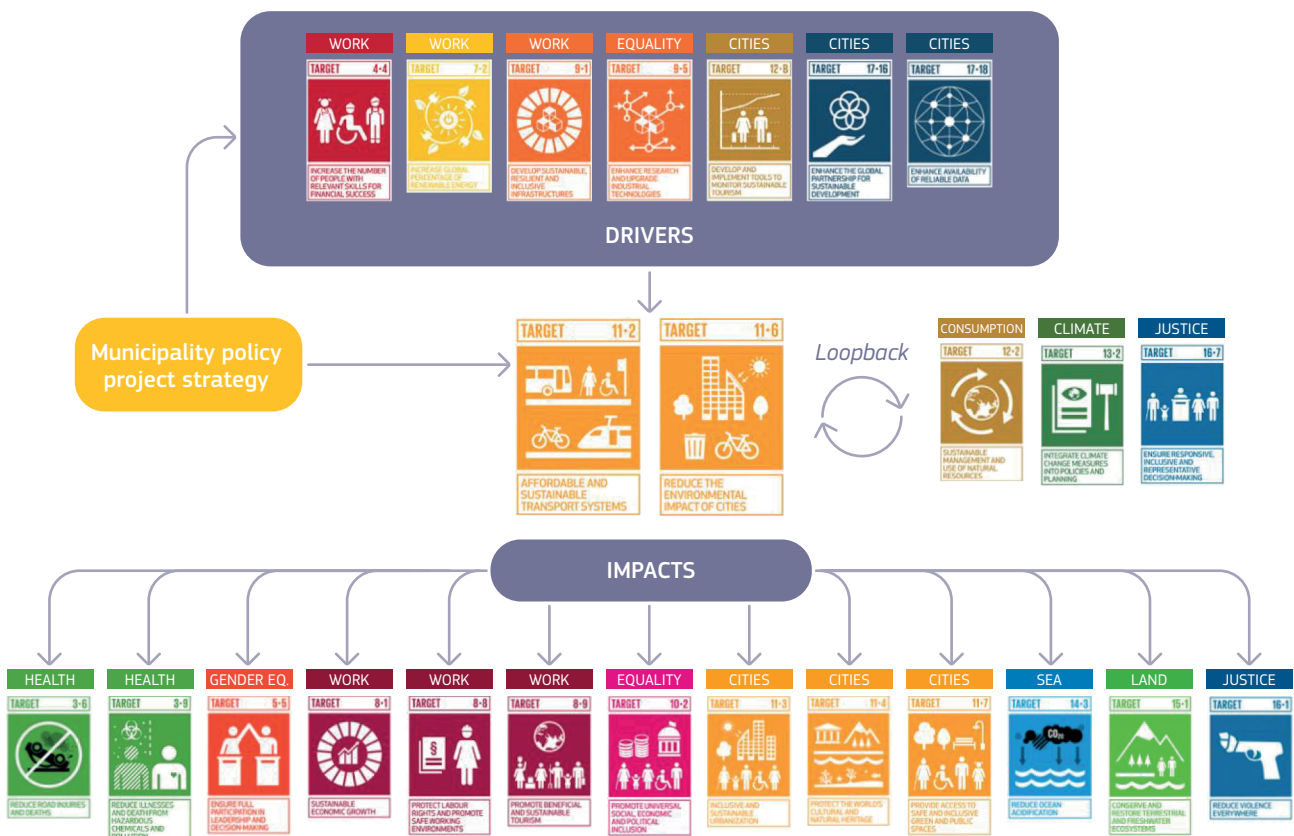 WORK
TARGET 4·4
INCREASE THE NUMBER
OF PEOPLE WITH
RELEVANT SKILLS FOR
FINANCIAL SUCCESS
WORK
TARGET 7·2
INCREASE GLOBAL
PERCENTAGE OF
RENEWABLE ENERGY
WORK
TARGET 9·1
DEVELOP SUSTAINABLE,
RESILIENT AND
INCLUSIVE
INFRASTRUCTURES
EQUALITY
TARGET 9·5
ENHANCE RESEARCH
AND UPGRADE
INDUSTRIAL
TECHNOLOGIES
CITIES
TARGET 12·B
DEVELOP AND
IMPLEMENT TOOLS TO
MONITOR SUSTAINABLE
TOURISM
CITIES
TARGET 17·16
ENHANCE THE GLOBAL
PARTNERSHIP FOR
SUSTAINABLE
DEVELOPMENT
CITIES
TARGET 17·18
ENHANCE AVAILABILITY
OF RELIABLE DATA
DRIVERS
Municipality policy
project strategy
TARGET 11·2
AFFORDABLE AND
SUSTAINABLE
TRANSPORT SYSTEMS
TARGET 11·6
REDUCE THE
ENVIRONMENTAL
IMPACT OF CITIES
Loopback
CONSUMPTION
TARGET 12·2
SUSTAINABLE
MANAGEMENT AND
USE OF NATURAL
RESOURCES
CLIMATE
TARGET 13·2
INTEGRATE CLIMATE
CHANGE MEASURES
INTO POLICIES AND
PLANNING
JUSTICE
TARGET 16·7
ENSURE RESPONSIVE,
INCLUSIVE AND
REPRESENTATIVE
DECISION-MAKING
IMPACTS
HEALTH
TARGET 3·6
REDUCE ROAD INJURIES
AND DEATHS
HEALTH
TARGET 3·9
REDUCE ILLNESSES
AND DEATH FROM
HAZARDOUS
CHEMICALS AND
GENDER EQ.
TARGET 5·5
ENSURE FULL
PARTICIPATION IN
LEADERSHIP AND
DECISION-MAKING
WORK
TARGET 8·1
SUSTAINABLE
ECONOMIC GROWTH
WORK
TARGET 8·8
§
PROTECT LABOUR
RIGHTS AND PROMOTE
SAFE WORKING
ENVIRONMENTS
WORK
TARGET 8·9
PROMOTE BENEFICIAL
AND SUSTAINABLE
TOURISM
EQUALITY
TARGET 10·2
PROMOTE UNIVERSAL
SOCIAL, ECONOMIC
AND POLITICAL
INCLUSION
CITIES
TARGET 11·3
INCLUSIVE AND
SUSTAINABLE
URBANIZATION
CITIES
TARGET 11·4
PROTECT THE WORLD'S
CULTURAL AND
NATURAL HERITAGE
CITIES
TARGET 11·7
PROVIDE ACCESS TO
SAFE AND INCLUSIVE
GREEN AND PUBLIC
SPACES
SEA
TARGET 14·3
REDUCE OCEAN
ACIDIFICATION
LAND
TARGET 15·1
CONSERVE AND
RESTORE TERRESTRIAL
AND FRESHWATER
ECOSYSTEMS
JUSTICE
TARGET 16·1
REDUCE VIOLENCE
EVERYWHERE